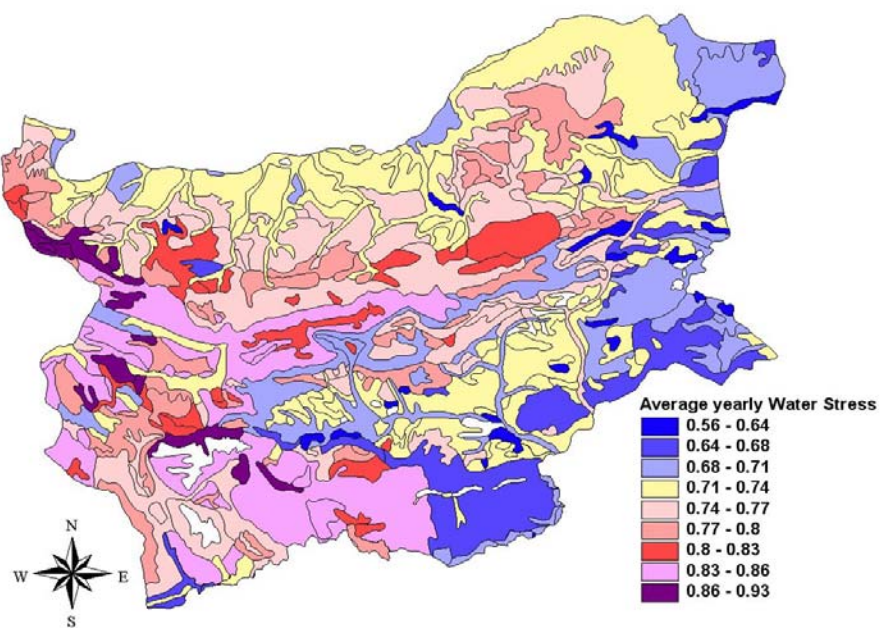 Average yearly Water Stress
0.56 - 0.64
0.64 - 0.68
0.68 - 0.71
0.71 - 0.74
0.74 - 0.77
0.77 - 0.8
0.8 - 0.83
0.83 - 0.86
0.86 - 0.93
N
W E
S